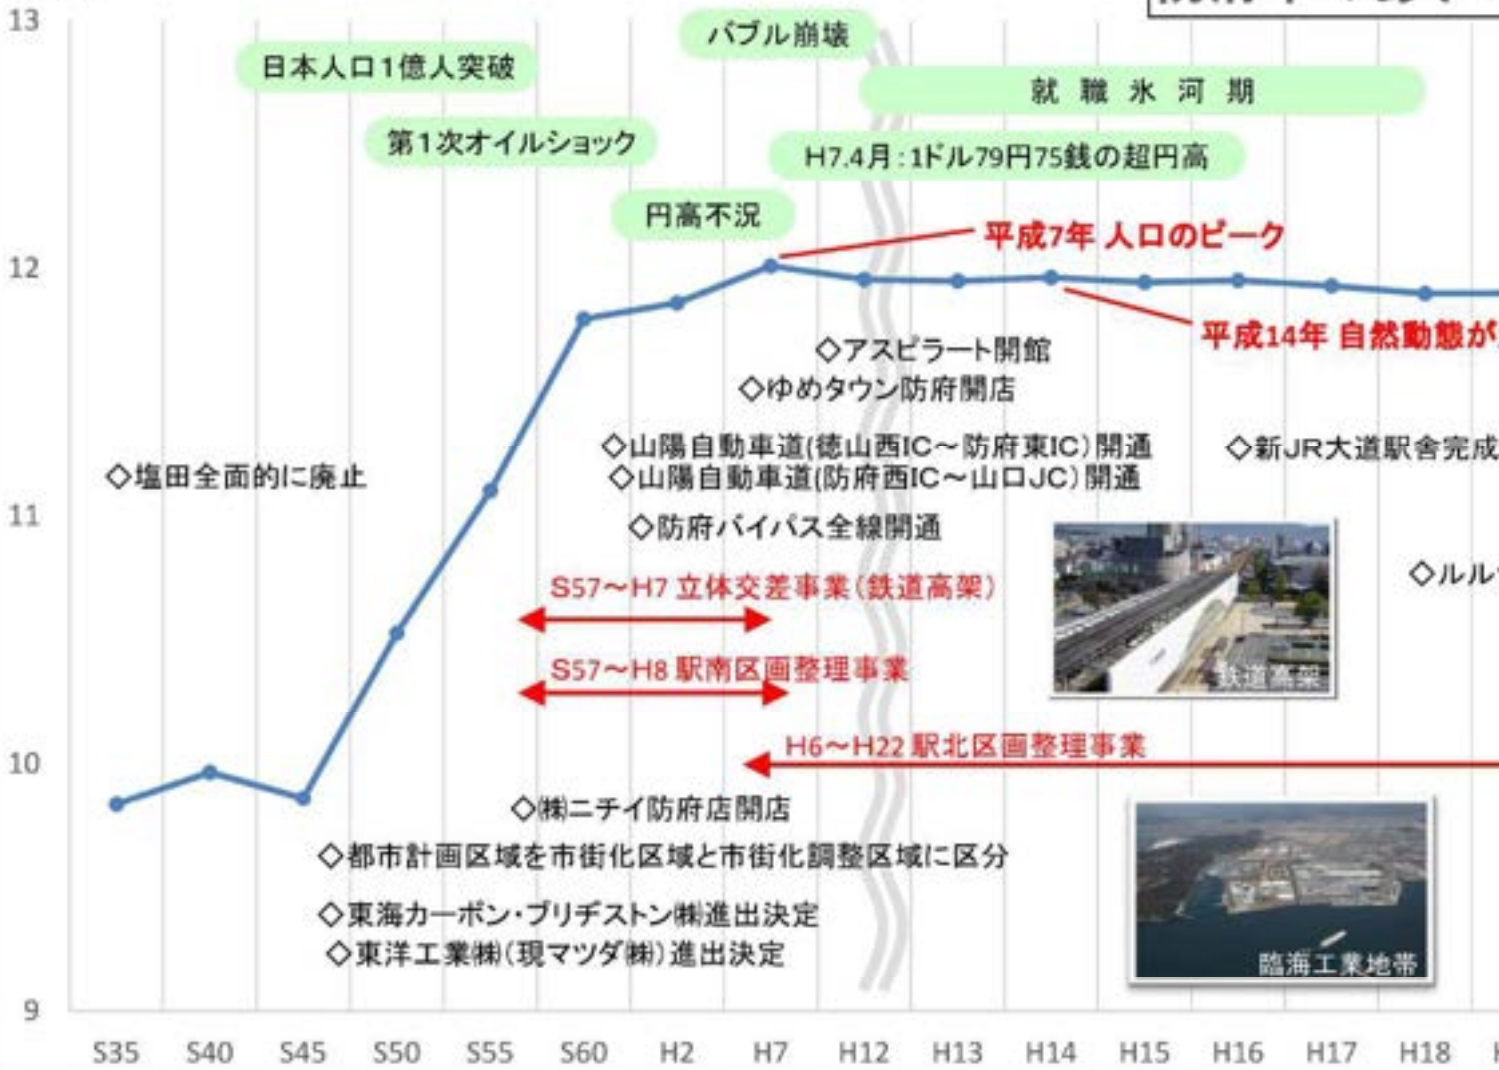 13
バブル崩壊
日本人口1億人突破
就職氷河期
第1次オイルショック
H7.4月:1ドル79円75銭の超円高
円高不況
平成7年 人口のピーク
12
平成14年 自然動態が
◇アスピラート開館
◇ゆめタウン防府開店
◇山陽自動車道(徳山西IC～防府東IC)開通
◇新JR大道駅舎完成
◇塩田全面的に廃止
◇山陽自動車道(防府西IC～山口JC)開通
11
◇防府バイパス全線開通
◇ルル
S57～H7 立体交差事業(鉄道高架)
S57～H8 駅南区画整理事業
鉄道高架
H6～H22 駅北区画整理事業
10
◇㈱ニチイ防府店開店
◇都市計画区域を市街化区域と市街化調整区域に区分
◇東海カーボン・ブリヂストン㈱進出決定
◇東洋工業㈱(現マツダ㈱)進出決定
臨海工業地帯
9
S35 S40 S45 S50 S55 S60 H2 H7 H12 H13 H14 H15 H16 H17 H18